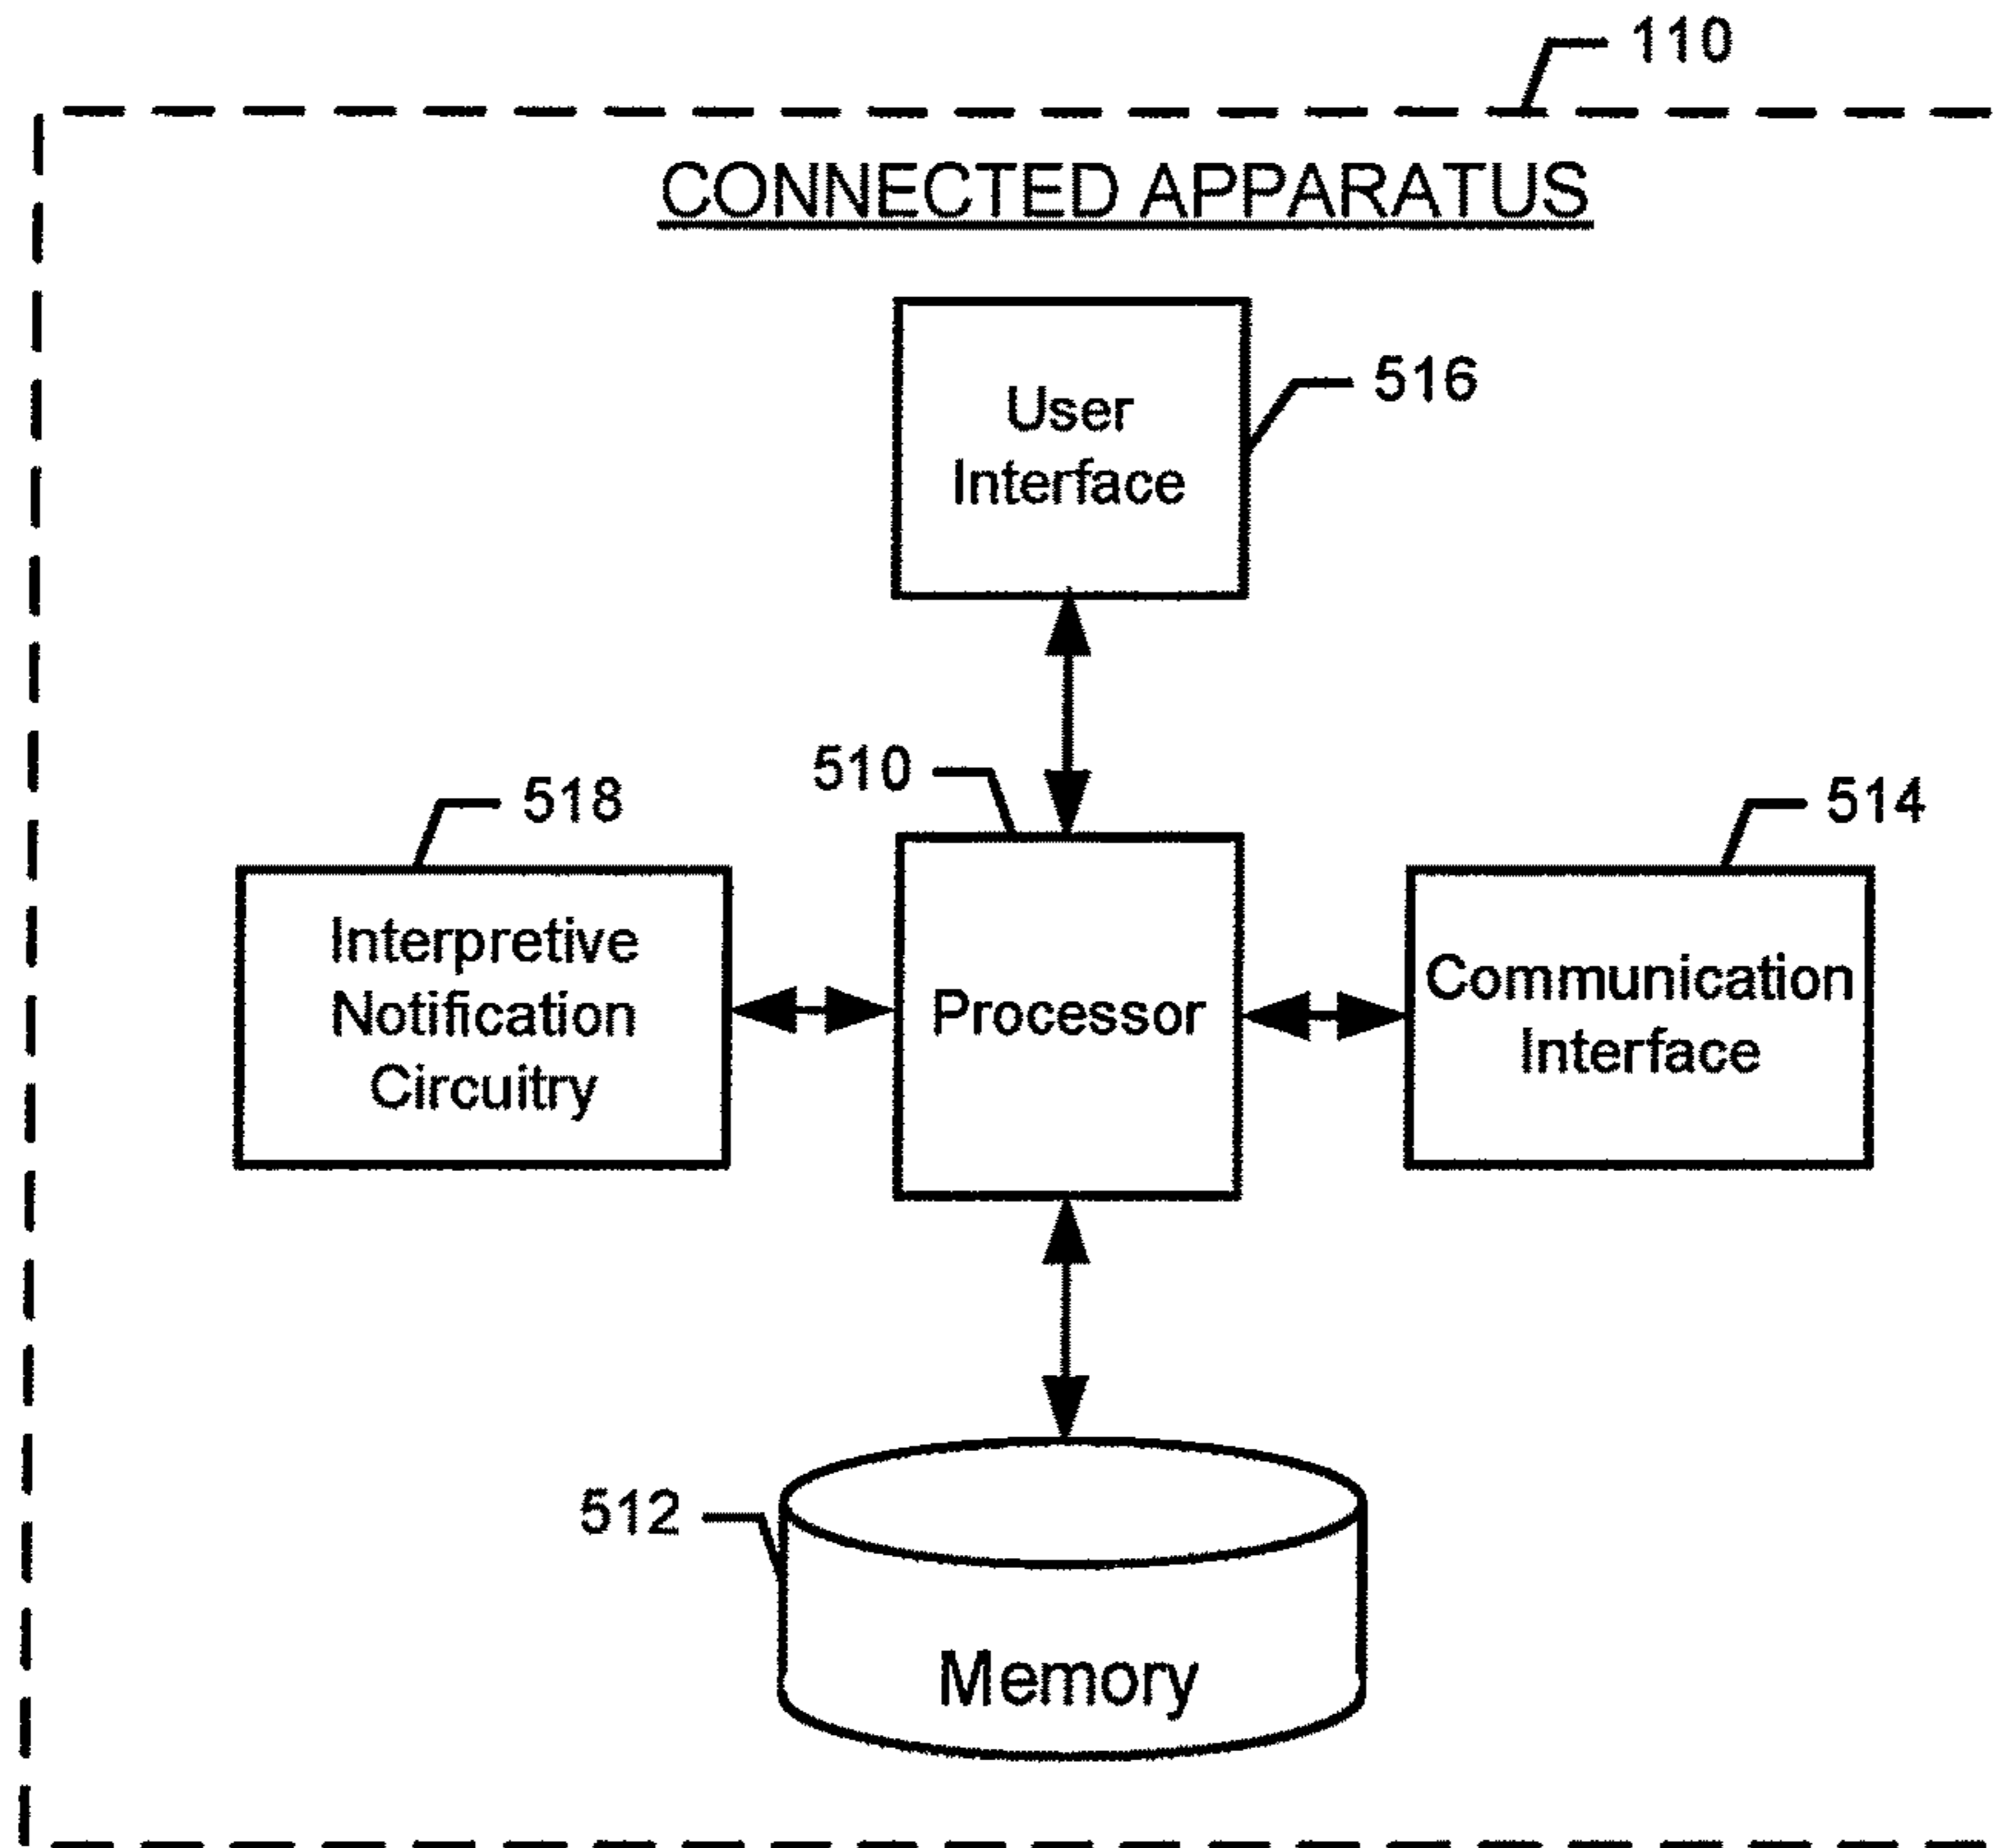 110
CONNECTED APPARATUS
User
Interface
516
510
518
514
Interpretive
Notification
Circuitry
Processor
Communication
Interface
512
Memory